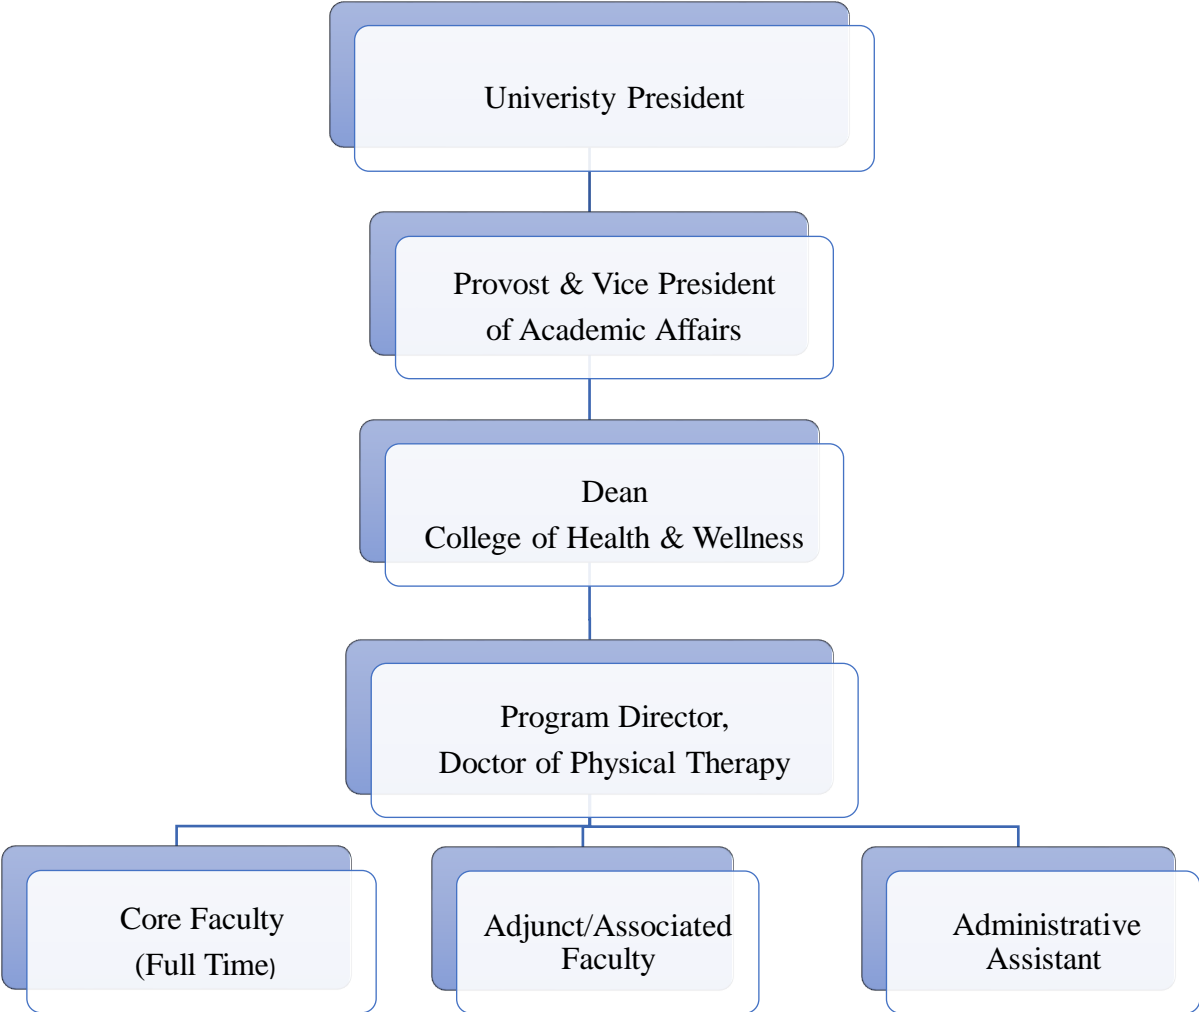 Univeristy President
Provost & Vice President
of Academic Affairs
Dean
College of Health & Wellness
Program Director,
Doctor of Physical Therapy
Core Faculty
(Full Time)
Adjunct/Associated
Faculty
Administrative
Assistant